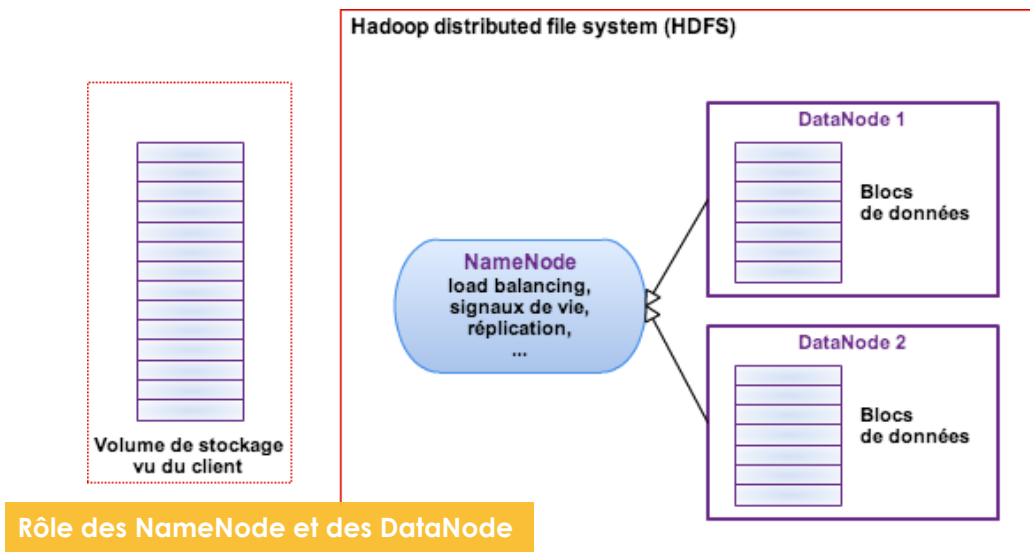 Hadoop distributed file system (HDFS)
DataNode 1
Blocs
de données
NameNode
load balancing,
signaux de vie,
réplication,
...
DataNode 2
Blocs
de données
Volume de stockage
vu du client
Rôle des NameNode et des DataNode